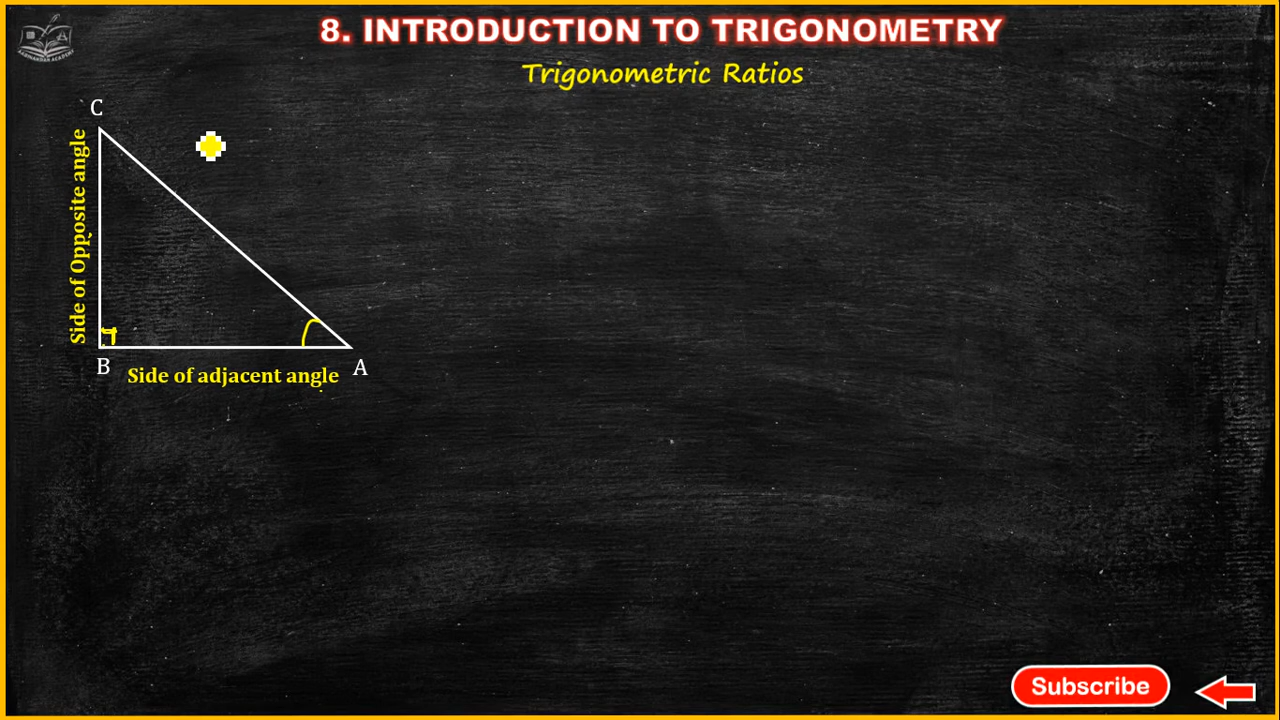 8. INTRODUCTION TO TRIGONOMETRY
Trigonometric Ratios
C
Side of Opposite angle
B
Side of adjacent angle
A
Subscribe